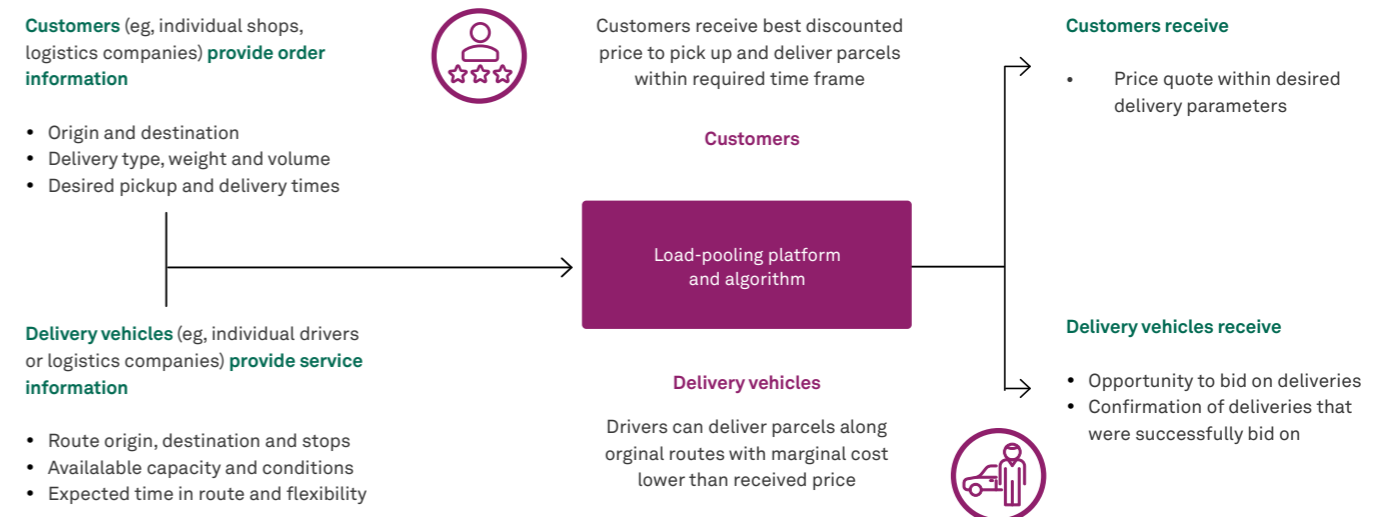 Customers (eg, individual shops,
logistics companies) provide order
information
• Origin and destination
• Delivery type, weight and volume
• Desired pickup and delivery times
Delivery vehicles (eg, individual drivers
or logistics companies) provide service
information
• Route origin, destination and stops
• Availalable capacity and conditions
• Expected time in route and flexibility
Customers receive best discounted
price to pick up and deliver parcels
within required time frame
Customers
Load-pooling platform
and algorithm
Delivery vehicles
Drivers can deliver parcels along
orginal routes with marginal cost
lower than received price
Customers receive
• Price quote within desired
delivery parameters
Delivery vehicles receive
• Opportunity to bid on deliveries
• Confirmation of deliveries that
were successfully bid on